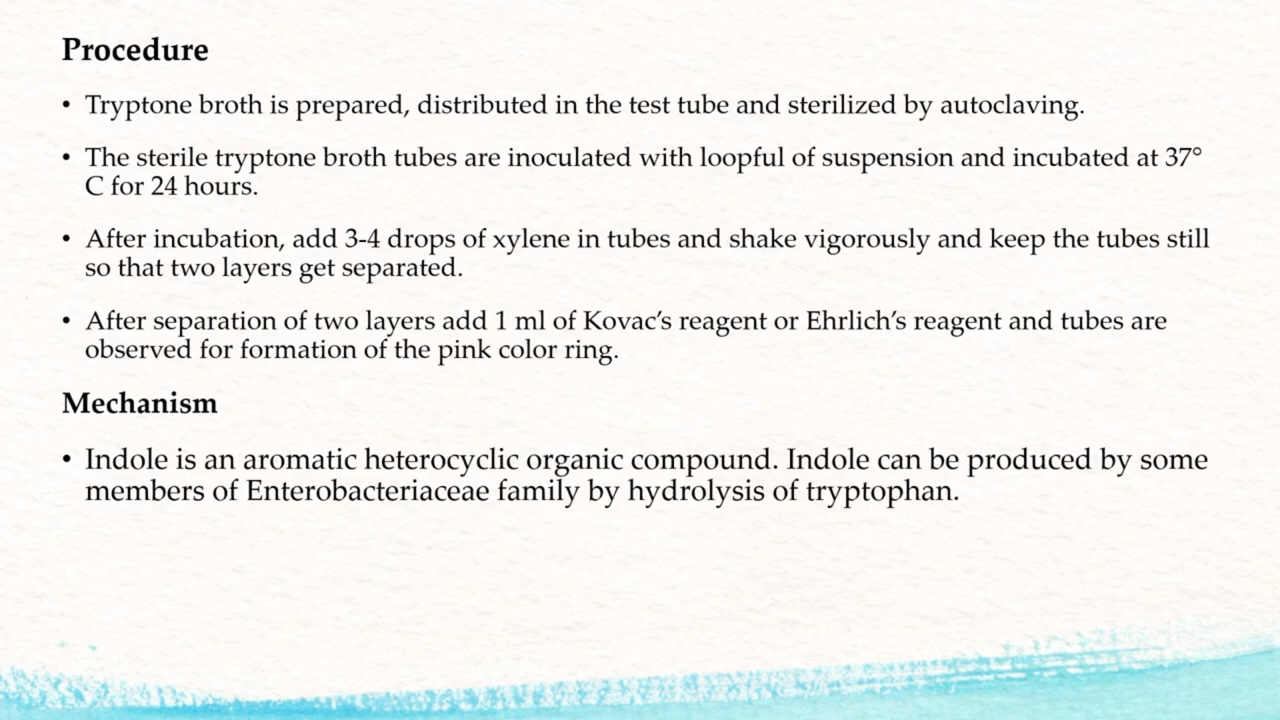 Procedure
• Tryptone broth is prepared, distributed in the test tube and sterilized by autoclaving.
• The sterile tryptone broth tubes are inoculated with loopful of suspension and incubated at 37°
C for 24 hours.
• After incubation, add 3-4 drops of xylene in tubes and shake vigorously and keep the tubes still
so that two layers get separated.
• After separation of two layers add 1 ml of Kovac’s reagent or Ehrlich’s reagent and tubes are
observed for formation of the pink color ring.
Mechanism
• Indole is an aromatic heterocyclic organic compound. Indole can be produced by some
members of Enterobacteriaceae family by hydrolysis of tryptophan.